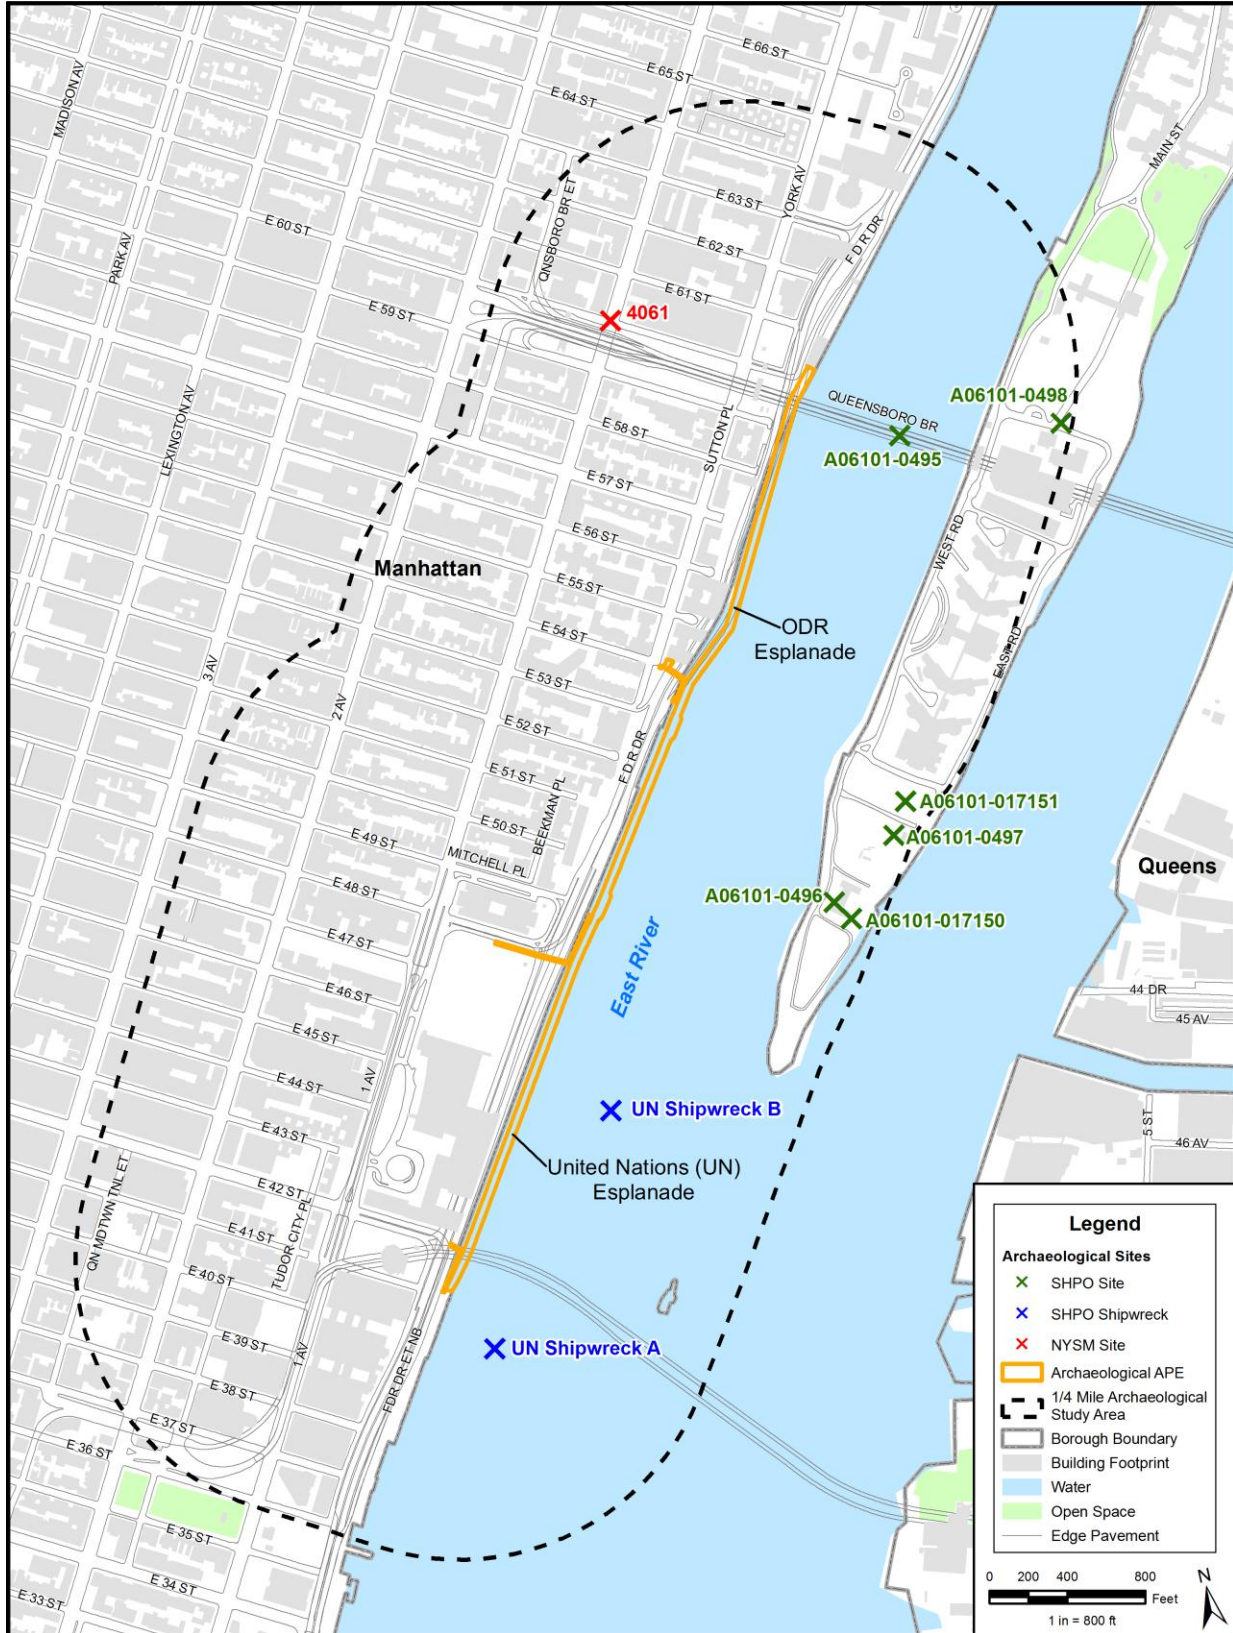 E 66 ST
E 65 ST
E 64 ST
MADISON AV
MAIN ST
QNSBORO BR ET
YORK AV
E 63 ST
E 60 ST
PARK AV
E 62 ST
F D R DR
E 61 ST
4061
E 59 ST
A06101-0498
QUEENSBORO BR
LEXINGTON AV
E 58 ST
SUTTON PL
A06101-0495
E 57 ST
E 56 ST
WEST RD
Manhattan
E 55 ST
E 54 ST
ODR
Esplanade
EAST RD
3 AV
E 53 ST
2 AV
E 52 ST
F D R DR
E 51 ST
BEEKMAN PL
A06101-017151
E 50 ST
E 49 ST
A06101-0497
MITCHELL PL
Queens
E 48 ST
A06101-0496
A06101-017150
E 47 ST
East River
E 46 ST
44 DR
45 AV
E 45 ST
1 AV
E 44 ST
UN Shipwreck B
5 ST
E 43 ST
46 AV
United Nations (UN)
Esplanade
E 42 ST
QN MDTWN TNL ET
TUDOR CITY PL
E 41 ST
E 40 ST
E 39 ST
1 AV
UN Shipwreck A
FDR DR ET NB
E 38 ST
E 37 ST
E 36 ST
E 35 ST
E 34 ST
E 33 ST
Legend
Archaeological Sites
SHPO Site
SHPO Shipwreck
NYSM Site
Archaeological APE
1/4 Mile Archaeological
Study Area
Borough Boundary
Building Footprint
Water
Open Space
Edge Pavement
0 200 400 800
Feet
1 in = 800 ft
N